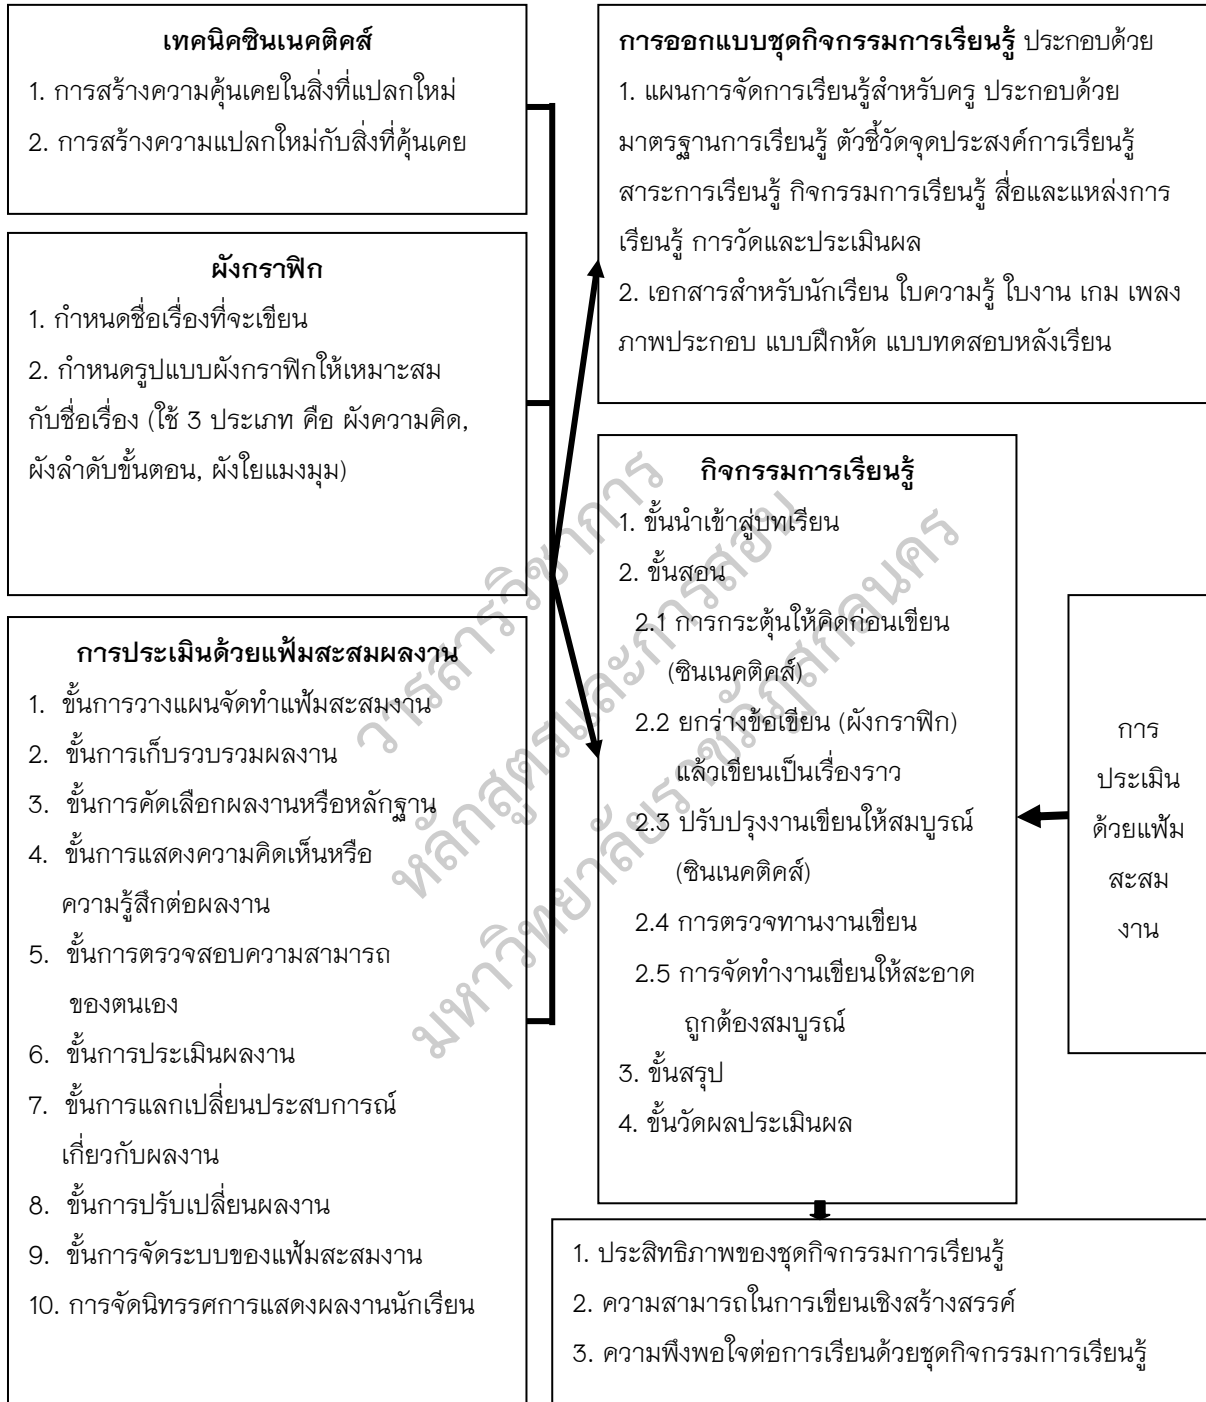 เทคนิคซินเนคติคส์
1. การสร้างความคุ้นเคยในสิ่งที่แปลกใหม่
2. การสร้างความแปลกใหม่กับสิ่งที่คุ้นเคย
ผังกราฟิก
1. กำหนดชื่อเรื่องที่จะเขียน
2. กำหนดรูปแบบผังกราฟิกให้เหมาะสม
กับชื่อเรื่อง (ใช้ 3 ประเภท คือ ผังความคิด,
ผังลำดับขั้นตอน, ผังใยแมงมุม)
การประเมินด้วยแฟ้มสะสมผลงาน
1. ขั้นการวางแผนจัดทำแฟ้มสะสมงาน
2. ขั้นการเก็บรวบรวมผลงาน
3. ขั้นการคัดเลือกผลงานหรือหลักฐาน
4. ขั้นการแสดงความคิดเห็นหรือ
ความรู้สึกต่อผลงาน
5. ขั้นการตรวจสอบความสามารถ
ของตนเอง
6. ขั้นการประเมินผลงาน
7. ขั้นการแลกเปลี่ยนประสบการณ์
เกี่ยวกับผลงาน
8. ขั้นการปรับเปลี่ยนผลงาน
9. ขั้นการจัดระบบของแฟ้มสะสมงาน
10. การจัดนิทรรศการแสดงผลงานนักเรียน
การออกแบบชุดกิจกรรมการเรียนรู้ ประกอบด้วย
1. แผนการจัดการเรียนรู้สำหรับครู ประกอบด้วย
มาตรฐานการเรียนรู้ ตัวชี้วัดจุดประสงค์การเรียนรู้
สาระการเรียนรู้ กิจกรรมการเรียนรู้ สื่อและแหล่งการ
เรียนรู้ การวัดและประเมินผล
2. เอกสารสำหรับนักเรียน ใบความรู้ ใบงาน เกม เพลง
ภาพประกอบ แบบฝึกหัด แบบทดสอบหลังเรียน
กิจกรรมการเรียนรู้
1. ขั้นนำเข้าสู่บทเรียน
2. ขั้นสอน
2.1 การกระตุ้นให้คิดก่อนเขียน
(ซินเนคติคส์)
2.2 ยกร่างข้อเขียน (ผังกราฟิก)
แล้วเขียนเป็นเรื่องราว
2.3 ปรับปรุงงานเขียนให้สมบูรณ์
(ซินเนคติคส์)
2.4 การตรวจทานงานเขียน
2.5 การจัดทำงานเขียนให้สะอาด
ถูกต้องสมบูรณ์
3. ขั้นสรุป
4. ขั้นวัดผลประเมินผล
การ
ประเมิน
ด้วยแฟ้ม
สะสม
งาน
1. ประสิทธิภาพของชุดกิจกรรมการเรียนรู้
2. ความสามารถในการเขียนเชิงสร้างสรรค์
3. ความพึงพอใจต่อการเรียนด้วยชุดกิจกรรมการเรียนรู้
วารสารวิชาการ
หลักสูตรและการสอน
มหาวิทยาลัยราชภัฏสกลนคร